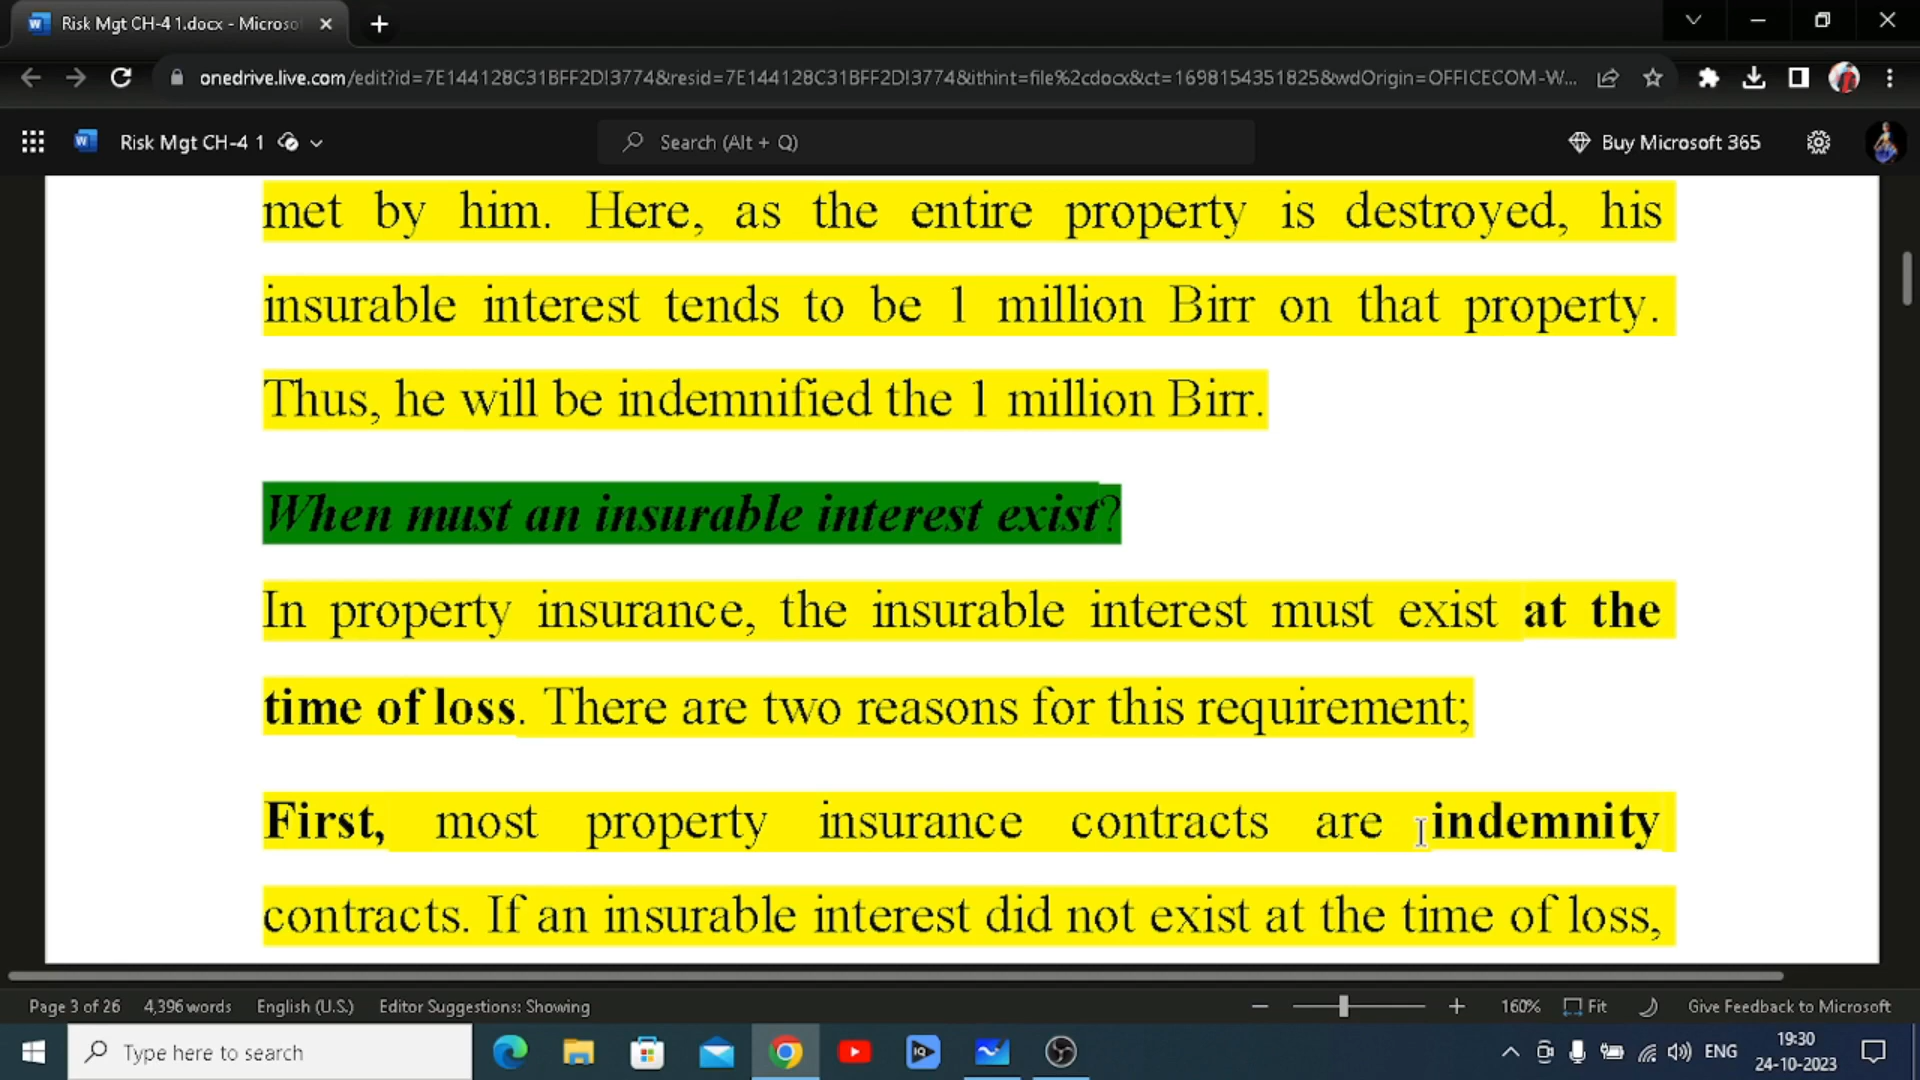 Risk Mgt CH-4 1.docx - Microso
onedrive.live.com/edit?id=7E144128C31BFF2D!3774&resid=7E144128C31BFF2D!3774&ithint=file%2cdocx&ct=1698154351825&wdOrigin=OFFICECOM-W...
Risk Mgt CH-4 1
Search (Alt + Q)
Buy Microsoft 365
met by him. Here, as the entire property is destroyed, his
insurable interest tends to be 1 million Birr on that property.
Thus, he will be indemnified the 1 million Birr.
When must an insurable interest exist?
In property insurance, the insurable interest must exist at the
time of loss. There are two reasons for this requirement;
First, most property insurance contracts are indemnity
contracts. If an insurable interest did not exist at the time of loss,
Page 3 of 26 4,396 words English (U.S.) Editor Suggestions: Showing 160% Fit Give Feedback to Microsoft
Type here to search
ENG
19:30
24-10-2023